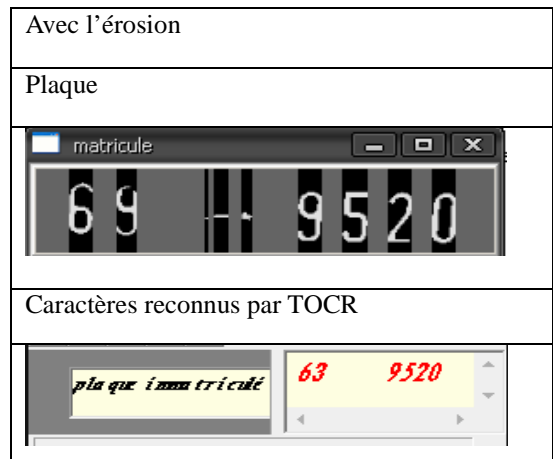 Avec l’érosion
Plaque
matricule
69 9520
Caractères reconnus par TOCR
plaque immatriculé
63 9520